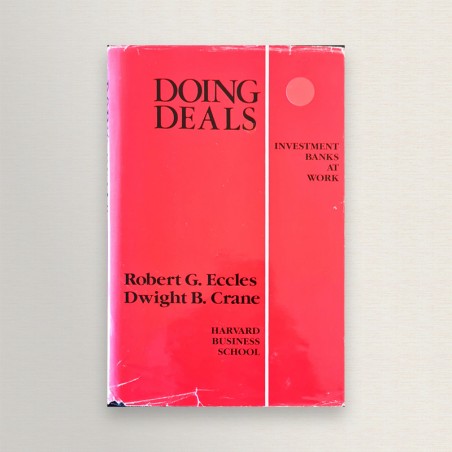 DOING
DEALS
INVESTMENT
BANKS
AT
WORK
Robert G. Eccles
Dwight B. Crane
HARVARD
BUSINESS
SCHOOL